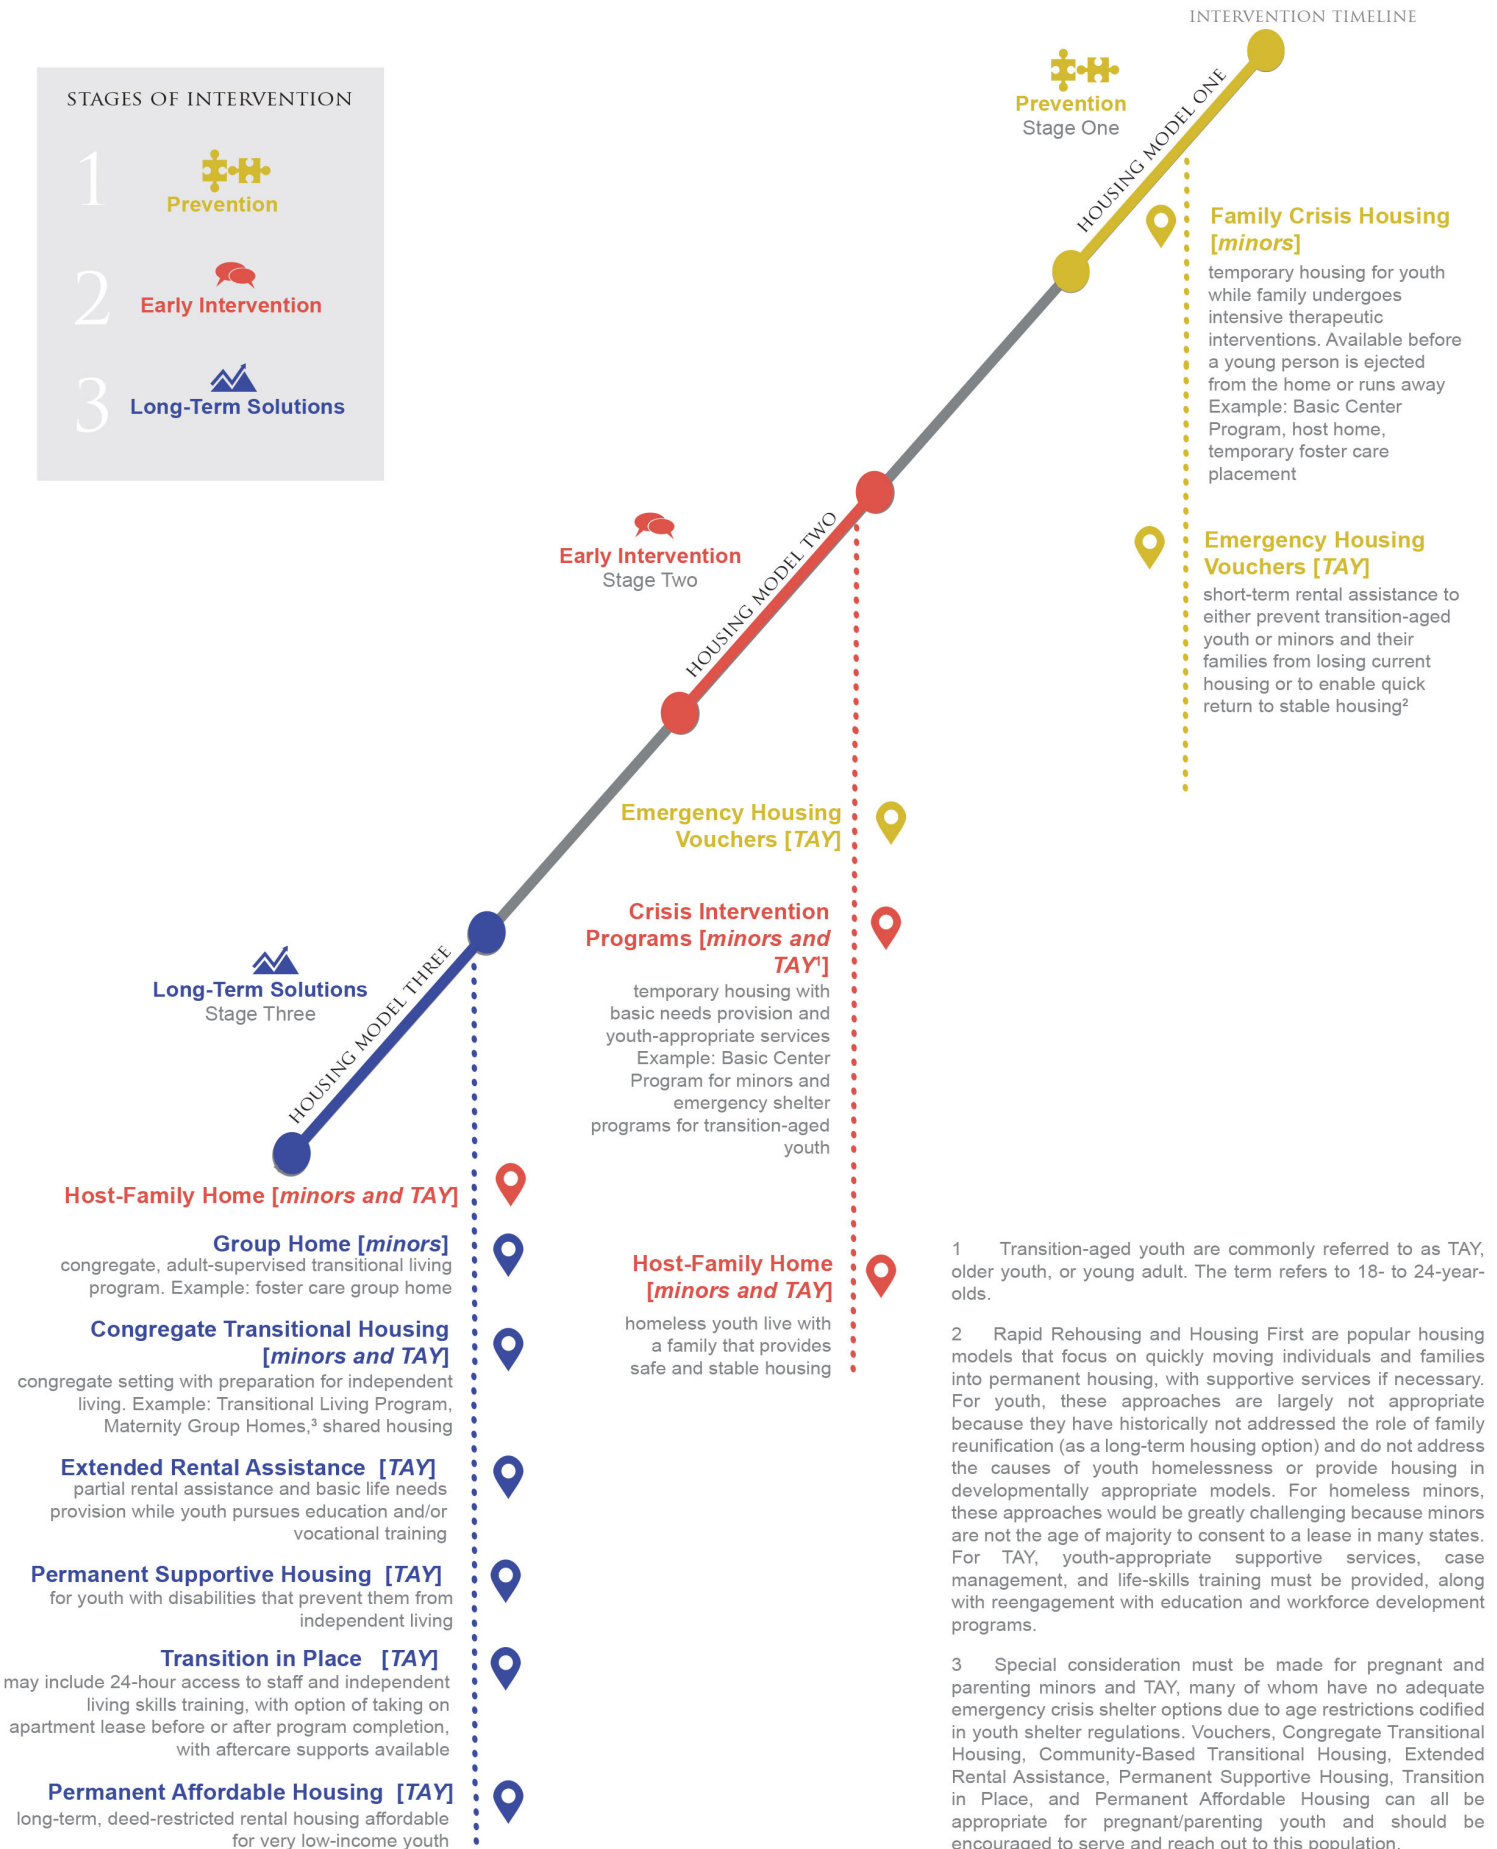 INTERVENTION TIMELINE
STAGES OF INTERVENTION
1
Prevention
2
Early Intervention
3
Long-Term Solutions
Prevention
Stage One
HOUSING MODEL ONE
Family Crisis Housing
[minors]
temporary housing for youth
while family undergoes
intensive therapeutic
interventions. Available before
a young person is ejected
from the home or runs away
Example: Basic Center
Program, host home,
temporary foster care
placement
Emergency Housing
Vouchers [TAY]
short-term rental assistance to
either prevent transition-aged
youth or minors and their
families from losing current
housing or to enable quick
return to stable housing²
Early Intervention
Stage Two
HOUSING MODEL TWO
Emergency Housing
Vouchers [TAY]
Crisis Intervention
Programs [minors and
TAY¹]
temporary housing with
basic needs provision and
youth-appropriate services
Example: Basic Center
Program for minors and
emergency shelter
programs for transition-aged
youth
Host-Family Home
[minors and TAY]
homeless youth live with
a family that provides
safe and stable housing
Long-Term Solutions
Stage Three
HOUSING MODEL THREE
Host-Family Home [minors and TAY]
Group Home [minors]
congregate, adult-supervised transitional living
program. Example: foster care group home
Congregate Transitional Housing
[minors and TAY]
congregate setting with preparation for independent
living. Example: Transitional Living Program,
Maternity Group Homes,³ shared housing
Extended Rental Assistance [TAY]
partial rental assistance and basic life needs
provision while youth pursues education and/or
vocational training
Permanent Supportive Housing [TAY]
for youth with disabilities that prevent them from
independent living
Transition in Place [TAY]
may include 24-hour access to staff and independent
living skills training, with option of taking on
apartment lease before or after program completion,
with aftercare supports available
Permanent Affordable Housing [TAY]
long-term, deed-restricted rental housing affordable
for very low-income youth
1 Transition-aged youth are commonly referred to as TAY,
older youth, or young adult. The term refers to 18- to 24-year-
olds.
2 Rapid Rehousing and Housing First are popular housing
models that focus on quickly moving individuals and families
into permanent housing, with supportive services if necessary.
For youth, these approaches are largely not appropriate
because they have historically not addressed the role of family
reunification (as a long-term housing option) and do not address
the causes of youth homelessness or provide housing in
developmentally appropriate models. For homeless minors,
these approaches would be greatly challenging because minors
are not the age of majority to consent to a lease in many states.
For TAY, youth-appropriate supportive services, case
management, and life-skills training must be provided, along
with reengagement with education and workforce development
programs.
3 Special consideration must be made for pregnant and
parenting minors and TAY, many of whom have no adequate
emergency crisis shelter options due to age restrictions codified
in youth shelter regulations. Vouchers, Congregate Transitional
Housing, Community-Based Transitional Housing, Extended
Rental Assistance, Permanent Supportive Housing, Transition
in Place, and Permanent Affordable Housing can all be
appropriate for pregnant/parenting youth and should be
encouraged to serve and reach out to this population.